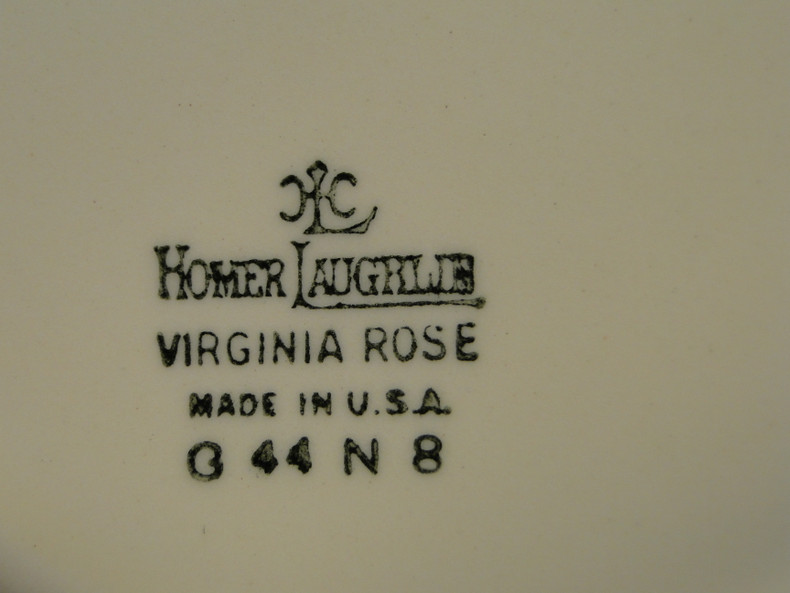 HLC
HOMER LAUGHLIN
VIRGINIA ROSE
MADE IN U.S.A.
G 44 N 8